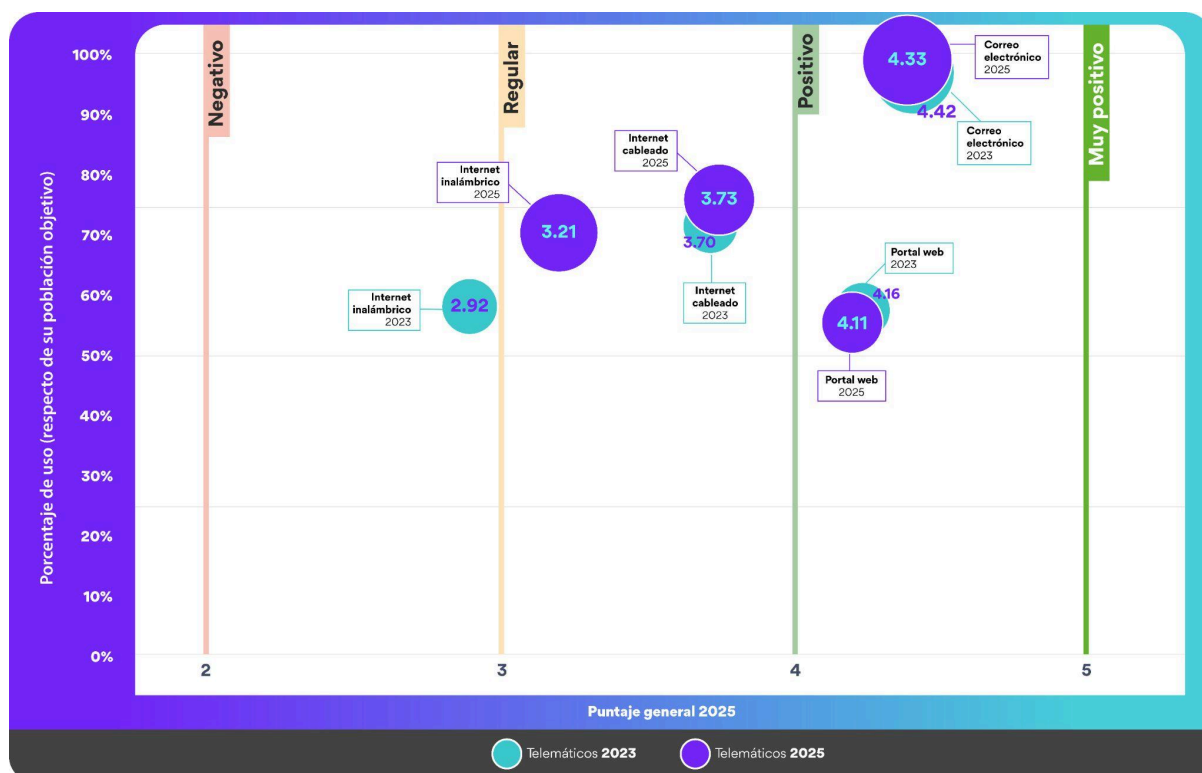 Porcentaje de uso (respecto de su población objetivo)
100%
90%
80%
70%
60%
50%
40%
30%
20%
10%
0%
Negativo
Regular
Positivo
Muy positivo
4.33
Correo
electrónico
2025
4.42
Correo
electrónico
2023
Internet
cableado
2025
Internet
inalámbrico
2025
3.73
3.21
3.70
Internet
cableado
2023
Internet
inalámbrico
2023
2.92
Portal web
2023
4.16
4.11
Portal web
2025
2
3
4
5
Puntaje general 2025
Telemáticos 2023
Telemáticos 2025